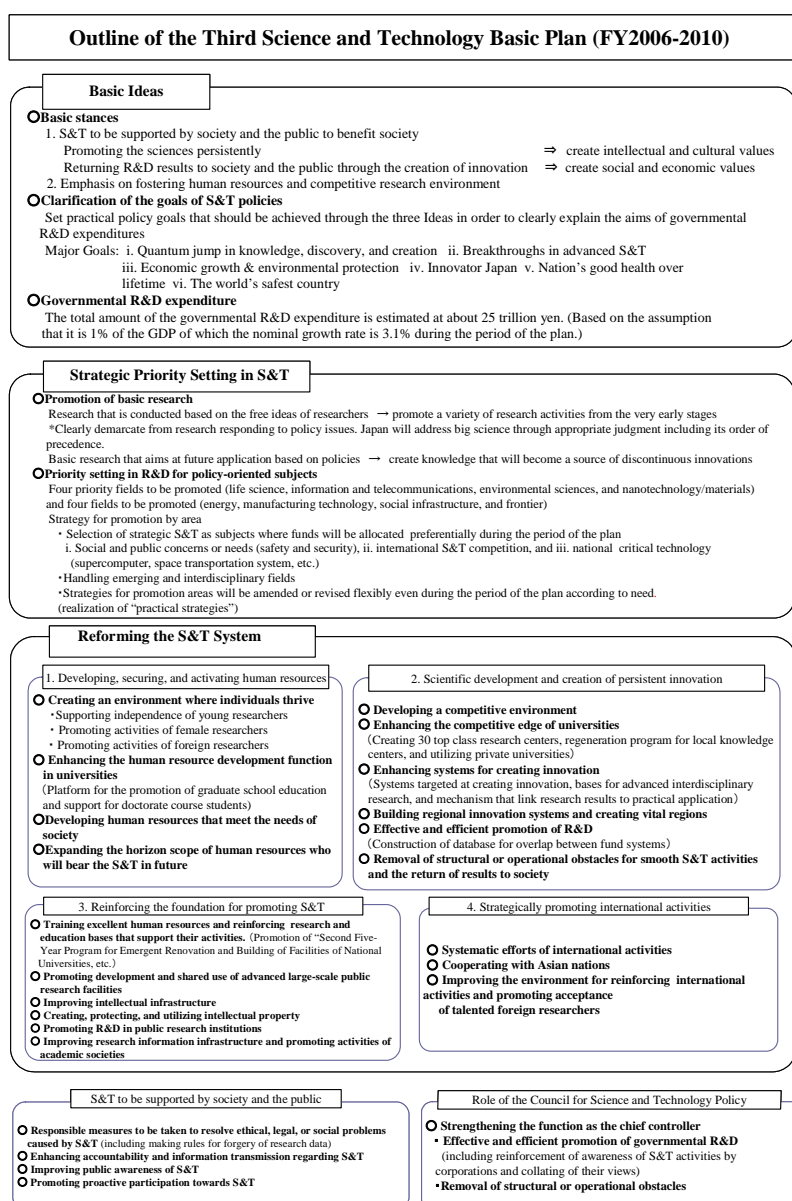 Outline of the Third Science and Technology Basic Plan (FY2006-2010)
Basic Ideas
○Basic stances
1. S&T to be supported by society and the public to benefit society
Promoting the sciences persistently ⇒ create intellectual and cultural values
Returning R&D results to society and the public through the creation of innovation ⇒ create social and economic values
2. Emphasis on fostering human resources and competitive research environment
○Clarification of the goals of S&T policies
Set practical policy goals that should be achieved through the three Ideas in order to clearly explain the aims of governmental
R&D expenditures
Major Goals: i. Quantum jump in knowledge, discovery, and creation ii. Breakthroughs in advanced S&T
iii. Economic growth & environmental protection iv. Innovator Japan v. Nation's good health over
lifetime vi. The world's safest country
○Governmental R&D expenditure
The total amount of the governmental R&D expenditure is estimated at about 25 trillion yen. (Based on the assumption
that it is 1% of the GDP of which the nominal growth rate is 3.1% during the period of the plan.)
Strategic Priority Setting in S&T
○Promotion of basic research
Research that is conducted based on the free ideas of researchers → promote a variety of research activities from the very early stages
*Clearly demarcate from research responding to policy issues. Japan will address big science through appropriate judgment including its order of
precedence.
Basic research that aims at future application based on policies → create knowledge that will become a source of discontinuous innovations
○Priority setting in R&D for policy-oriented subjects
Four priority fields to be promoted (life science, information and telecommunications, environmental sciences, and nanotechnology/materials)
and four fields to be promoted (energy, manufacturing technology, social infrastructure, and frontier)
Strategy for promotion by area
・Selection of strategic S&T as subjects where funds will be allocated preferentially during the period of the plan
i. Social and public concerns or needs (safety and security), ii. international S&T competition, and iii. national critical technology
(supercomputer, space transportation system, etc.)
・Handling emerging and interdisciplinary fields
・Strategies for promotion areas will be amended or revised flexibly even during the period of the plan according to need.
(realization of "practical strategies")
Reforming the S&T System
1. Developing, securing, and activating human resources
○ Creating an environment where individuals thrive
・Supporting independence of young researchers
・ Promoting activities of female researchers
・ Promoting activities of foreign researchers
○ Enhancing the human resource development function
in universities
(Platform for the promotion of graduate school education
and support for doctorate course students)
○Developing human resources that meet the needs of
society
○Expanding the horizon scope of human resources who
will bear the S&T in future
2. Scientific development and creation of persistent innovation
○ Developing a competitive environment
○ Enhancing the competitive edge of universities
(Creating 30 top class research centers, regeneration program for local knowledge
centers, and utilizing private universities)
○ Enhancing systems for creating innovation
(Systems targeted at creating innovation, bases for advanced interdisciplinary
research, and mechanism that link research results to practical application)
○ Building regional innovation systems and creating vital regions
○ Effective and efficient promotion of R&D
(Construction of database for overlap between fund systems)
○ Removal of structural or operational obstacles for smooth S&T activities
and the return of results to society
3. Reinforcing the foundation for promoting S&T
○ Training excellent human resources and reinforcing research and
education bases that support their activities. (Promotion of "Second Five-
Year Program for Emergent Renovation and Building of Facilities of National
Universities, etc.)
○ Promoting development and shared use of advanced large-scale public
research facilities
○ Improving intellectual infrastructure
○ Creating, protecting, and utilizing intellectual property
○ Promoting R&D in public research institutions
○ Improving research information infrastructure and promoting activities of
academic societies
4. Strategically promoting international activities
○ Systematic efforts of international activities
○ Cooperating with Asian nations
○ Improving the environment for reinforcing international
activities and promoting acceptance
of talented foreign researchers
S&T to be supported by society and the public
○ Responsible measures to be taken to resolve ethical, legal, or social problems
caused by S&T (including making rules for forgery of research data)
○ Enhancing accountability and information transmission regarding S&T
○ Improving public awareness of S&T
○ Promoting proactive participation towards S&T
Role of the Council for Science and Technology Policy
○ Strengthening the function as the chief controller
▪ Effective and efficient promotion of governmental R&D
(including reinforcement of awareness of S&T activities by
corporations and collating of their views)
▪Removal of structural or operational obstacles